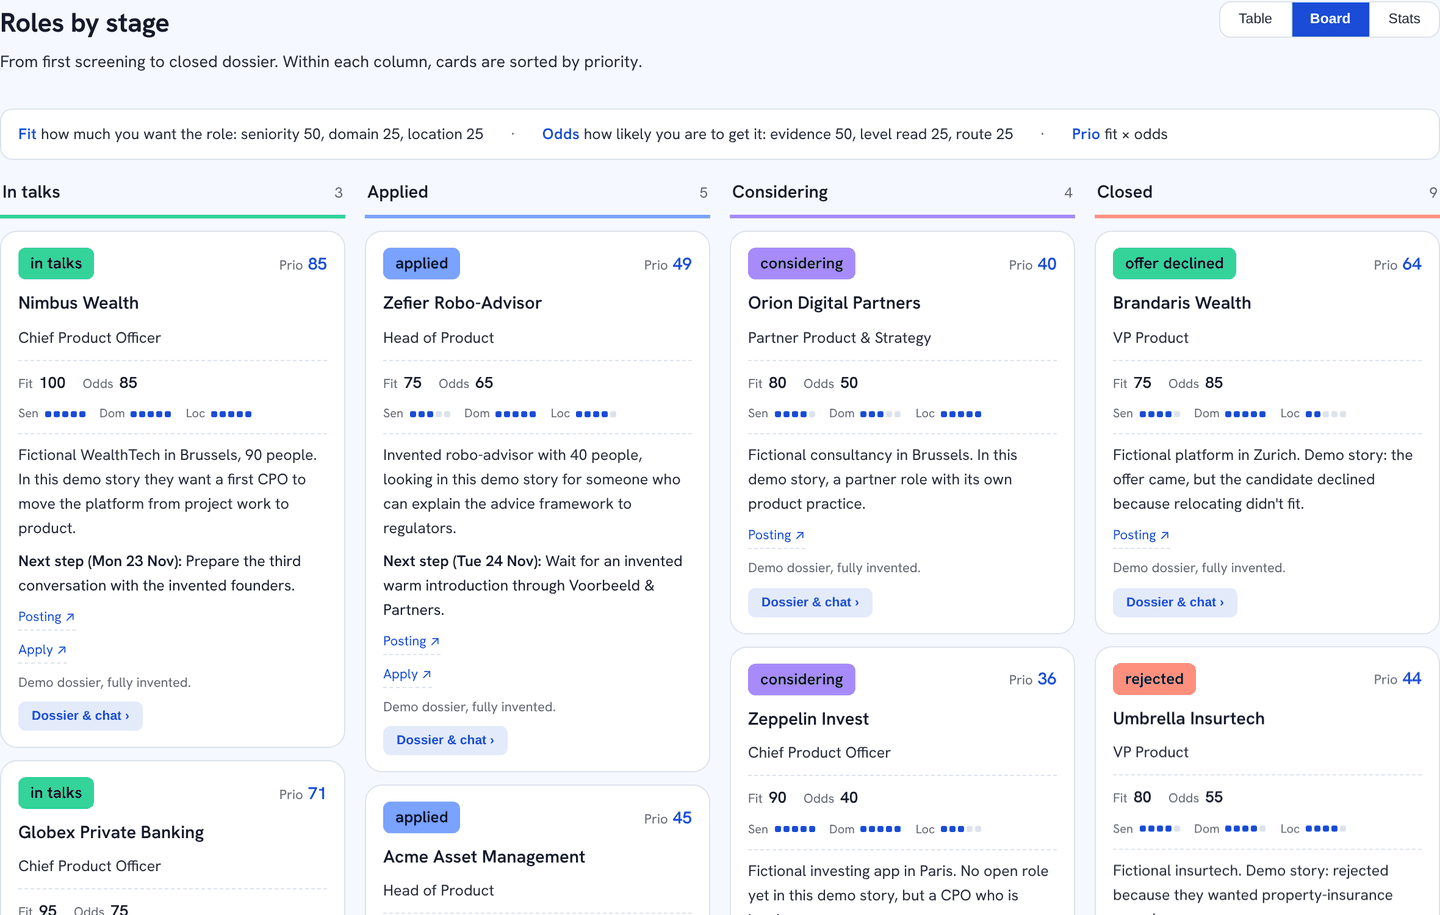 Roles by stage
Table Board Stats
From first screening to closed dossier. Within each column, cards are sorted by priority.
Fit how much you want the role: seniority 50, domain 25, location 25 · Odds how likely you are to get it: evidence 50, level read 25, route 25 · Prio fit × odds
In talks 3
in talks Prio 85
Nimbus Wealth
Chief Product Officer
Fit 100 Odds 85
Sen Dom Loc
Fictional WealthTech in Brussels, 90 people.
In this demo story they want a first CPO to
move the platform from project work to
product.
Next step (Mon 23 Nov): Prepare the third
conversation with the invented founders.
Posting ↗
Apply ↗
Demo dossier, fully invented.
Dossier & chat ›
in talks Prio 71
Globex Private Banking
Chief Product Officer
Fit 95 Odds 75
Applied 5
applied Prio 49
Zefier Robo-Advisor
Head of Product
Fit 75 Odds 65
Sen Dom Loc
Invented robo-advisor with 40 people,
looking in this demo story for someone who
can explain the advice framework to
regulators.
Next step (Tue 24 Nov): Wait for an invented
warm introduction through Voorbeeld &
Partners.
Posting ↗
Apply ↗
Demo dossier, fully invented.
Dossier & chat ›
applied Prio 45
Acme Asset Management
Head of Product
Considering 4
considering Prio 40
Orion Digital Partners
Partner Product & Strategy
Fit 80 Odds 50
Sen Dom Loc
Fictional consultancy in Brussels. In this
demo story, a partner role with its own
product practice.
Posting ↗
Demo dossier, fully invented.
Dossier & chat ›
considering Prio 36
Zeppelin Invest
Chief Product Officer
Fit 90 Odds 40
Sen Dom Loc
Fictional investing app in Paris. No open role
yet in this demo story, but a CPO who is
Closed 9
offer declined Prio 64
Brandaris Wealth
VP Product
Fit 75 Odds 85
Sen Dom Loc
Fictional platform in Zurich. Demo story: the
offer came, but the candidate declined
because relocating didn't fit.
Posting ↗
Demo dossier, fully invented.
Dossier & chat ›
rejected Prio 44
Umbrella Insurtech
VP Product
Fit 80 Odds 55
Sen Dom Loc
Fictional insurtech. Demo story: rejected
because they wanted property-insurance